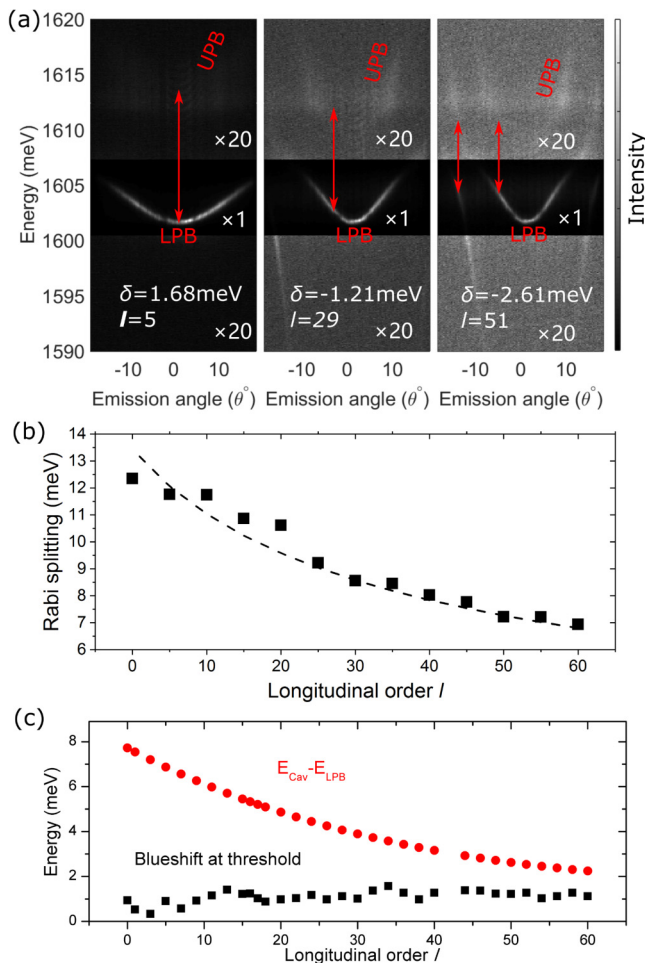 (a)
1620
1615
1610
1605
1600
1595
1590
Energy (meV)
UPB
×20
×1
LPB
δ=1.68meV
l=5
×20
-10 0 10
Emission angle (θ°)
UPB
×20
×1
LPB
δ=-1.21meV
l=29
×20
-10 0 10
Emission angle (θ°)
UPB
×20
×1
LPB
δ=-2.61meV
l=51
×20
-10 0 10
Emission angle (θ°)
Intensity
(b)
14
13
12
11
10
9
8
7
6
Rabi splitting (meV)
0 10 20 30 40 50 60
Longitudinal order l
(c)
8
6
4
2
0
Energy (meV)
E_Cav-E_LPB
Blueshift at threshold
0 10 20 30 40 50 60
Longitudinal order l